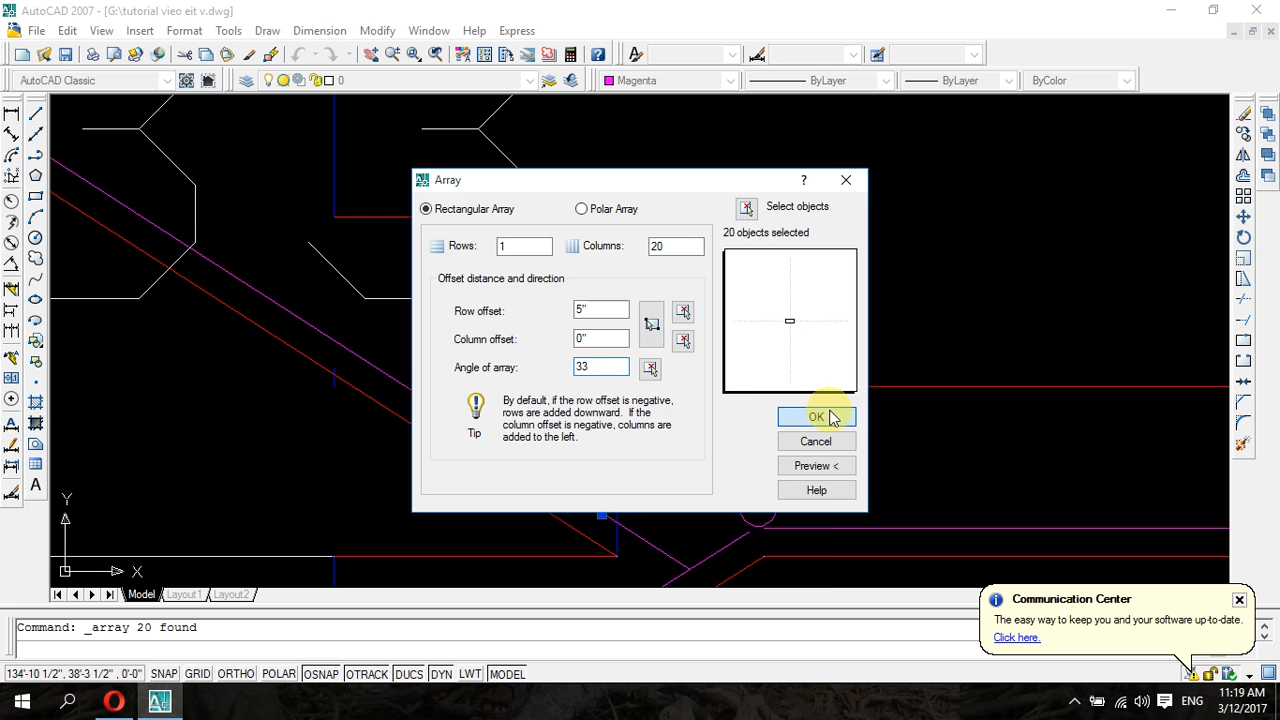 AutoCAD 2007 - [G:\tutorial vieo eit v.dwg]
File Edit View Insert Format Tools Draw Dimension Modify Window Help Express
AutoCAD Classic 0 Magenta ByLayer ByLayer ByColor
Array
Rectangular Array Polar Array Select objects
20 objects selected
Rows: 1 Columns: 20
Offset distance and direction
Row offset: 5"
Column offset: 0"
Angle of array: 33
By default, if the row offset is negative,
rows are added downward. If the
column offset is negative, columns are
added to the left.
Tip
OK
Cancel
Preview <
Help
Y
X
Model Layout1 Layout2
Communication Center
The easy way to keep you and your software up-to-date.
Click here.
Command: _array 20 found
134'-10 1/2", 38'-3 1/2" , 0'-0" SNAP GRID ORTHO POLAR OSNAP OTRACK DUCS DYN LWT MODEL
ENG
11:19 AM
3/12/2017